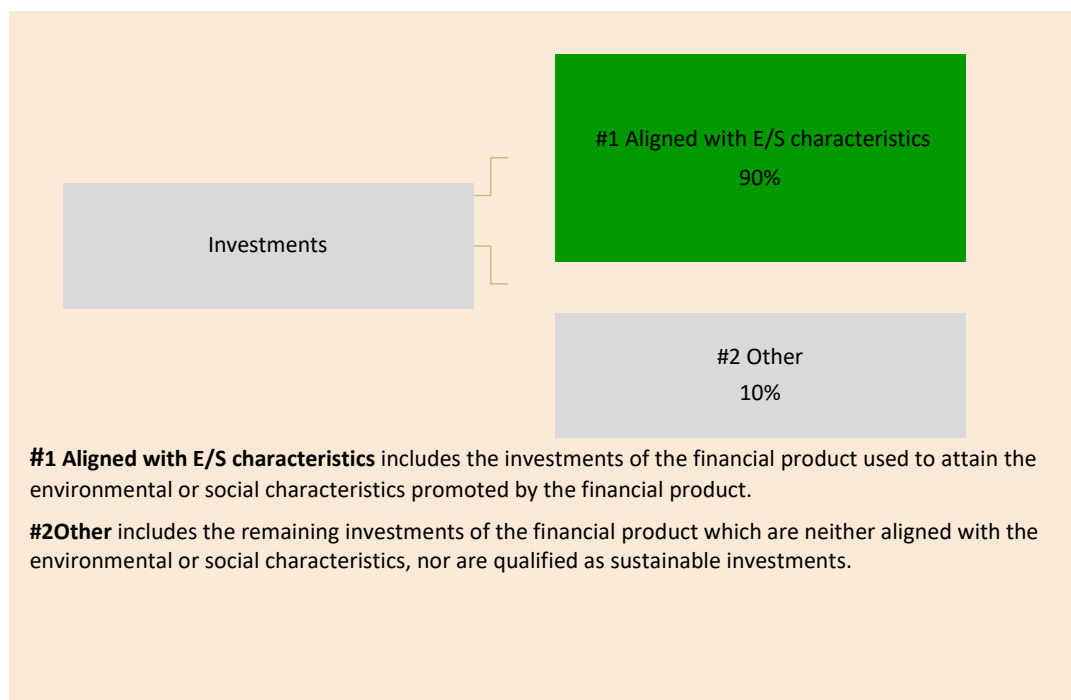 #1 Aligned with E/S characteristics
90%
Investments
#2 Other
10%
#1 Aligned with E/S characteristics includes the investments of the financial product used to attain the
environmental or social characteristics promoted by the financial product.
#2Other includes the remaining investments of the financial product which are neither aligned with the
environmental or social characteristics, nor are qualified as sustainable investments.